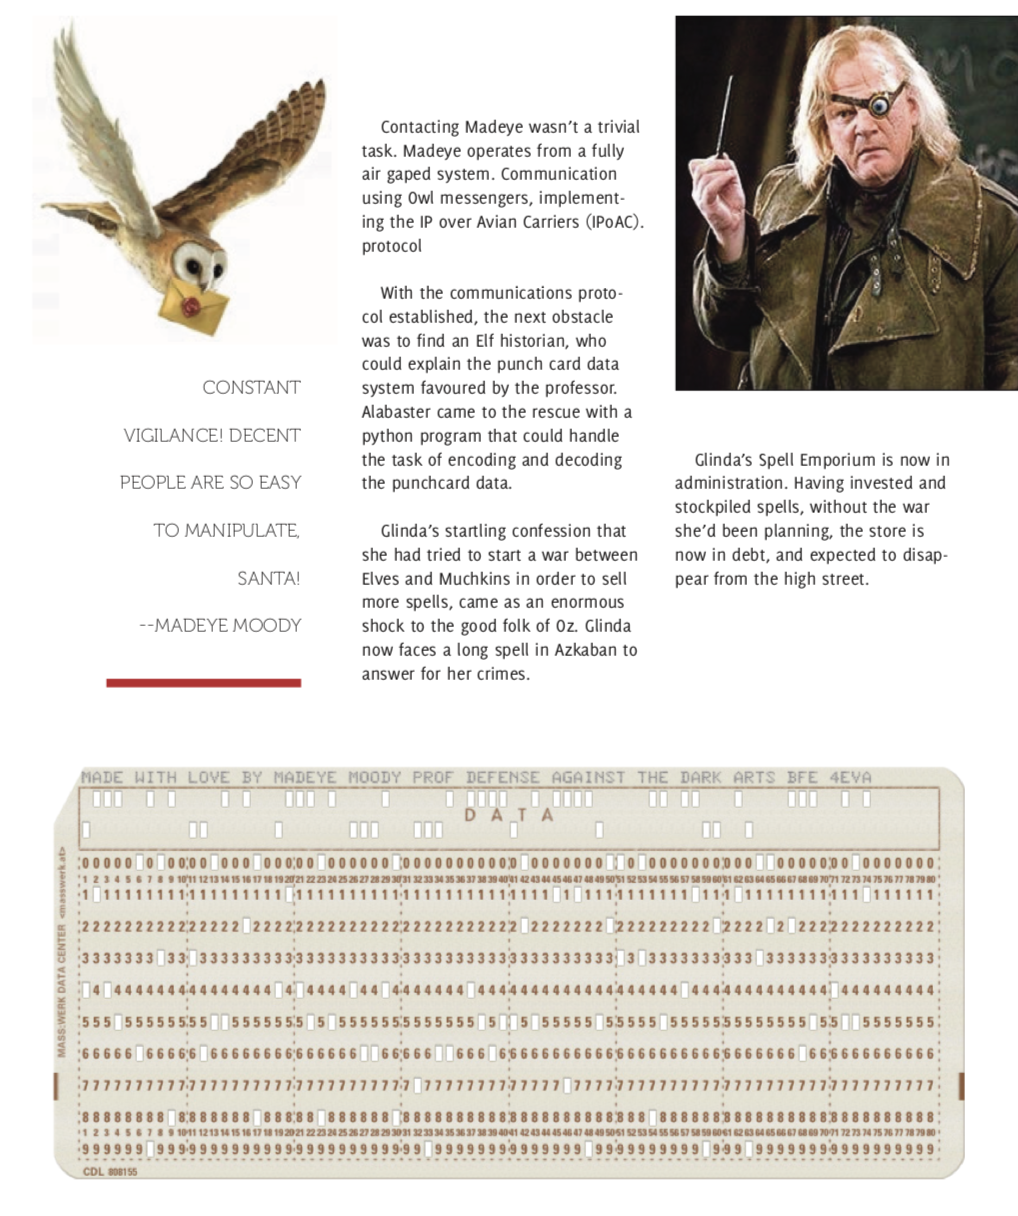 CONSTANT
VIGILANCE! DECENT
PEOPLE ARE SO EASY
TO MANIPULATE,
SANTA!
--MADEYE MOODY
Contacting Madeye wasn't a trivial
task. Madeye operates from a fully
air gaped system. Communication
using Owl messengers, implement-
ing the IP over Avian Carriers (IPoAC).
protocol
With the communications proto-
col established, the next obstacle
was to find an Elf historian, who
could explain the punch card data
system favoured by the professor.
Alabaster came to the rescue with a
python program that could handle
the task of encoding and decoding
the punchcard data.
Glinda's startling confession that
she had tried to start a war between
Elves and Muchkins in order to sell
more spells, came as an enormous
shock to the good folk of Oz. Glinda
now faces a long spell in Azkaban to
answer for her crimes.
Glinda's Spell Emporium is now in
administration. Having invested and
stockpiled spells, without the war
she'd been planning, the store is
now in debt, and expected to disap-
pear from the high street.
MADE WITH LOVE BY MADEYE MOODY PROF DEFENSE AGAINST THE DARK ARTS BFE 4EVA
DATA
MASS:WERK DATA CENTER <masswerk.at>
CDL 808155